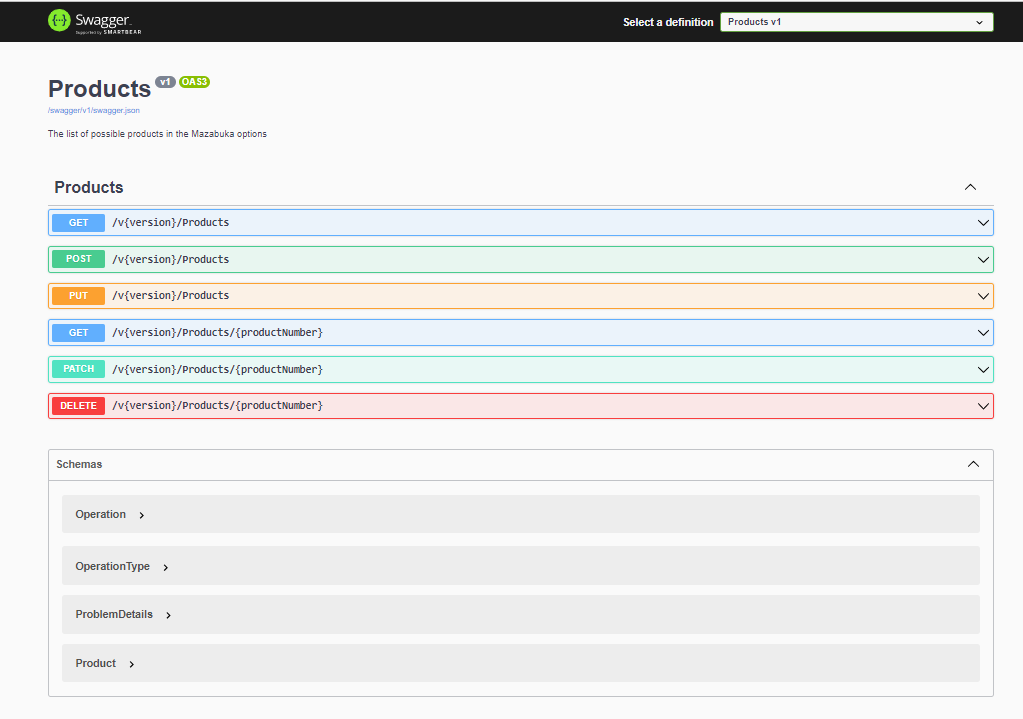 Swagger.
Supported by SMARTBEAR
Select a definition
Products v1
Products v1 OAS3
/swagger/v1/swagger.json
The list of possible products in the Mazabuka options
Products
GET /v{version}/Products
POST /v{version}/Products
PUT /v{version}/Products
GET /v{version}/Products/{productNumber}
PATCH /v{version}/Products/{productNumber}
DELETE /v{version}/Products/{productNumber}
Schemas
Operation
OperationType
ProblemDetails
Product